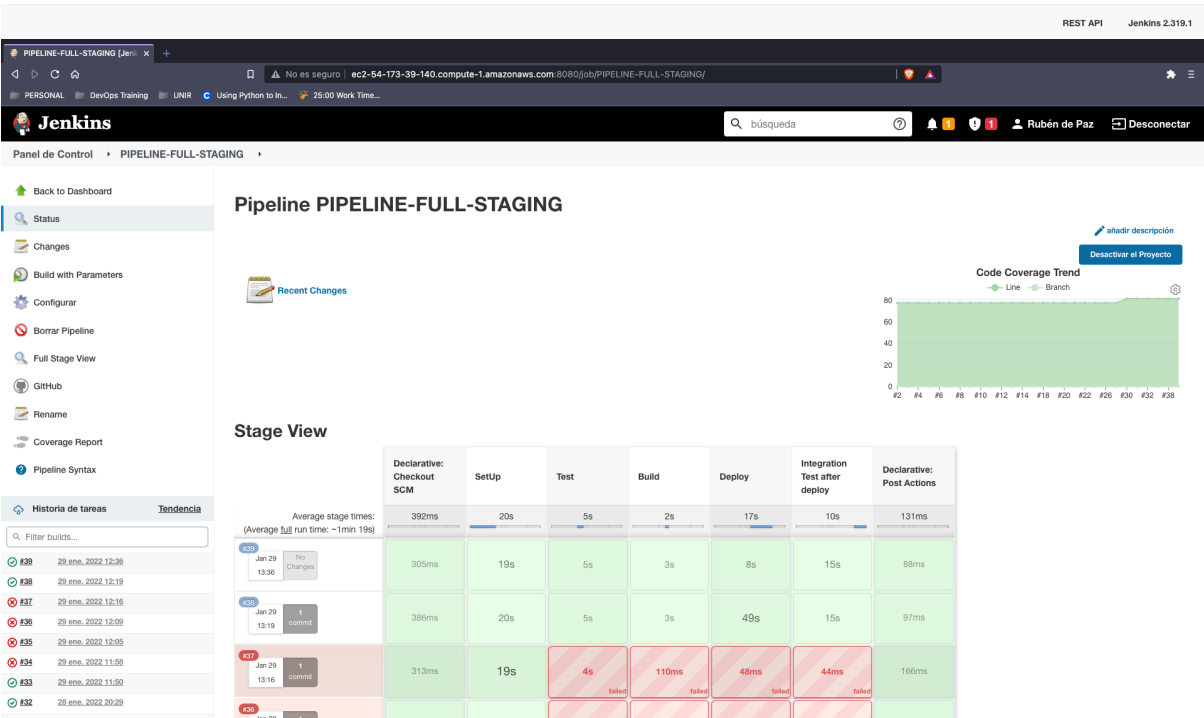 REST API Jenkins 2.319.1
PIPELINE-FULL-STAGING [Jenk
No es seguro | ec2-54-173-39-140.compute-1.amazonaws.com:8080/job/PIPELINE-FULL-STAGING/
PERSONAL DevOps Training UNIR Using Python to In... 25:00 Work Time...
Jenkins búsqueda 1 1 Rubén de Paz Desconectar
Panel de Control PIPELINE-FULL-STAGING
Back to Dashboard
Status
Changes
Build with Parameters
Configurar
Borrar Pipeline
Full Stage View
GitHub
Rename
Coverage Report
Pipeline Syntax
Historia de tareas Tendencia
Filter builds...
#39 29 ene. 2022 12:36
#38 29 ene. 2022 12:19
#37 29 ene. 2022 12:16
#36 29 ene. 2022 12:09
#35 29 ene. 2022 12:05
#34 29 ene. 2022 11:58
#33 29 ene. 2022 11:50
#32 28 ene. 2022 20:29
Pipeline PIPELINE-FULL-STAGING
añadir descripción
Desactivar el Proyecto
Recent Changes
Code Coverage Trend
Line Branch
80
60
40
20
0
#2 #4 #6 #8 #10 #12 #14 #18 #20 #22 #26 #30 #32 #38
Stage View
Declarative: Checkout SCM SetUp Test Build Deploy Integration Test after deploy Declarative: Post Actions
Average stage times: 392ms 20s 5s 2s 17s 10s 131ms
(Average full run time: ~1min 19s)
#39
Jan 29 13:36 No Changes 305ms 19s 5s 3s 8s 15s 88ms
#38
Jan 29 13:19 1 commit 386ms 20s 5s 3s 49s 15s 97ms
#37
Jan 29 13:16 1 commit 313ms 19s 4s failed 110ms failed 48ms failed 44ms failed 166ms
#36